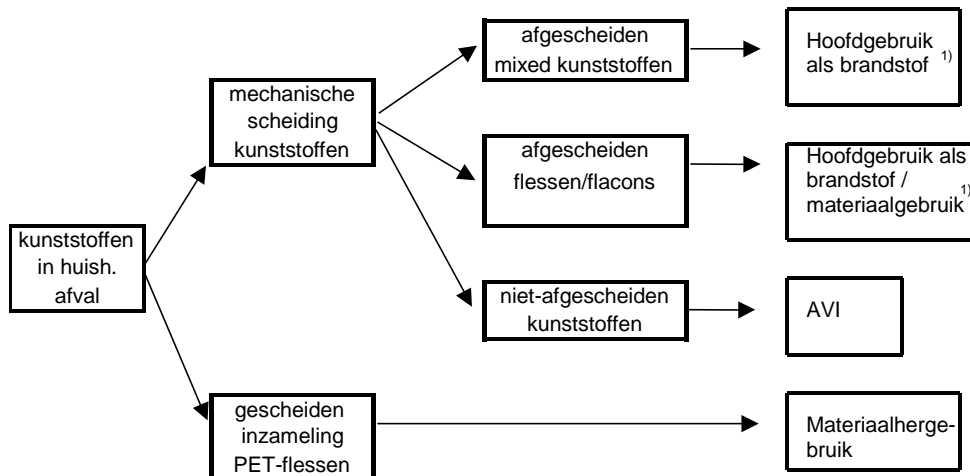 afgescheiden
mixed kunststoffen
Hoofdgebruik
als brandstof 1)
mechanische
scheiding
kunststoffen
afgescheiden
flessen/flacons
Hoofdgebruik als
brandstof /
materiaalgebruik 1)
kunststoffen
in huish.
afval
niet-afgescheiden
kunststoffen
AVI
gescheiden
inzameling
PET-flessen
Materiaalherge-
bruik